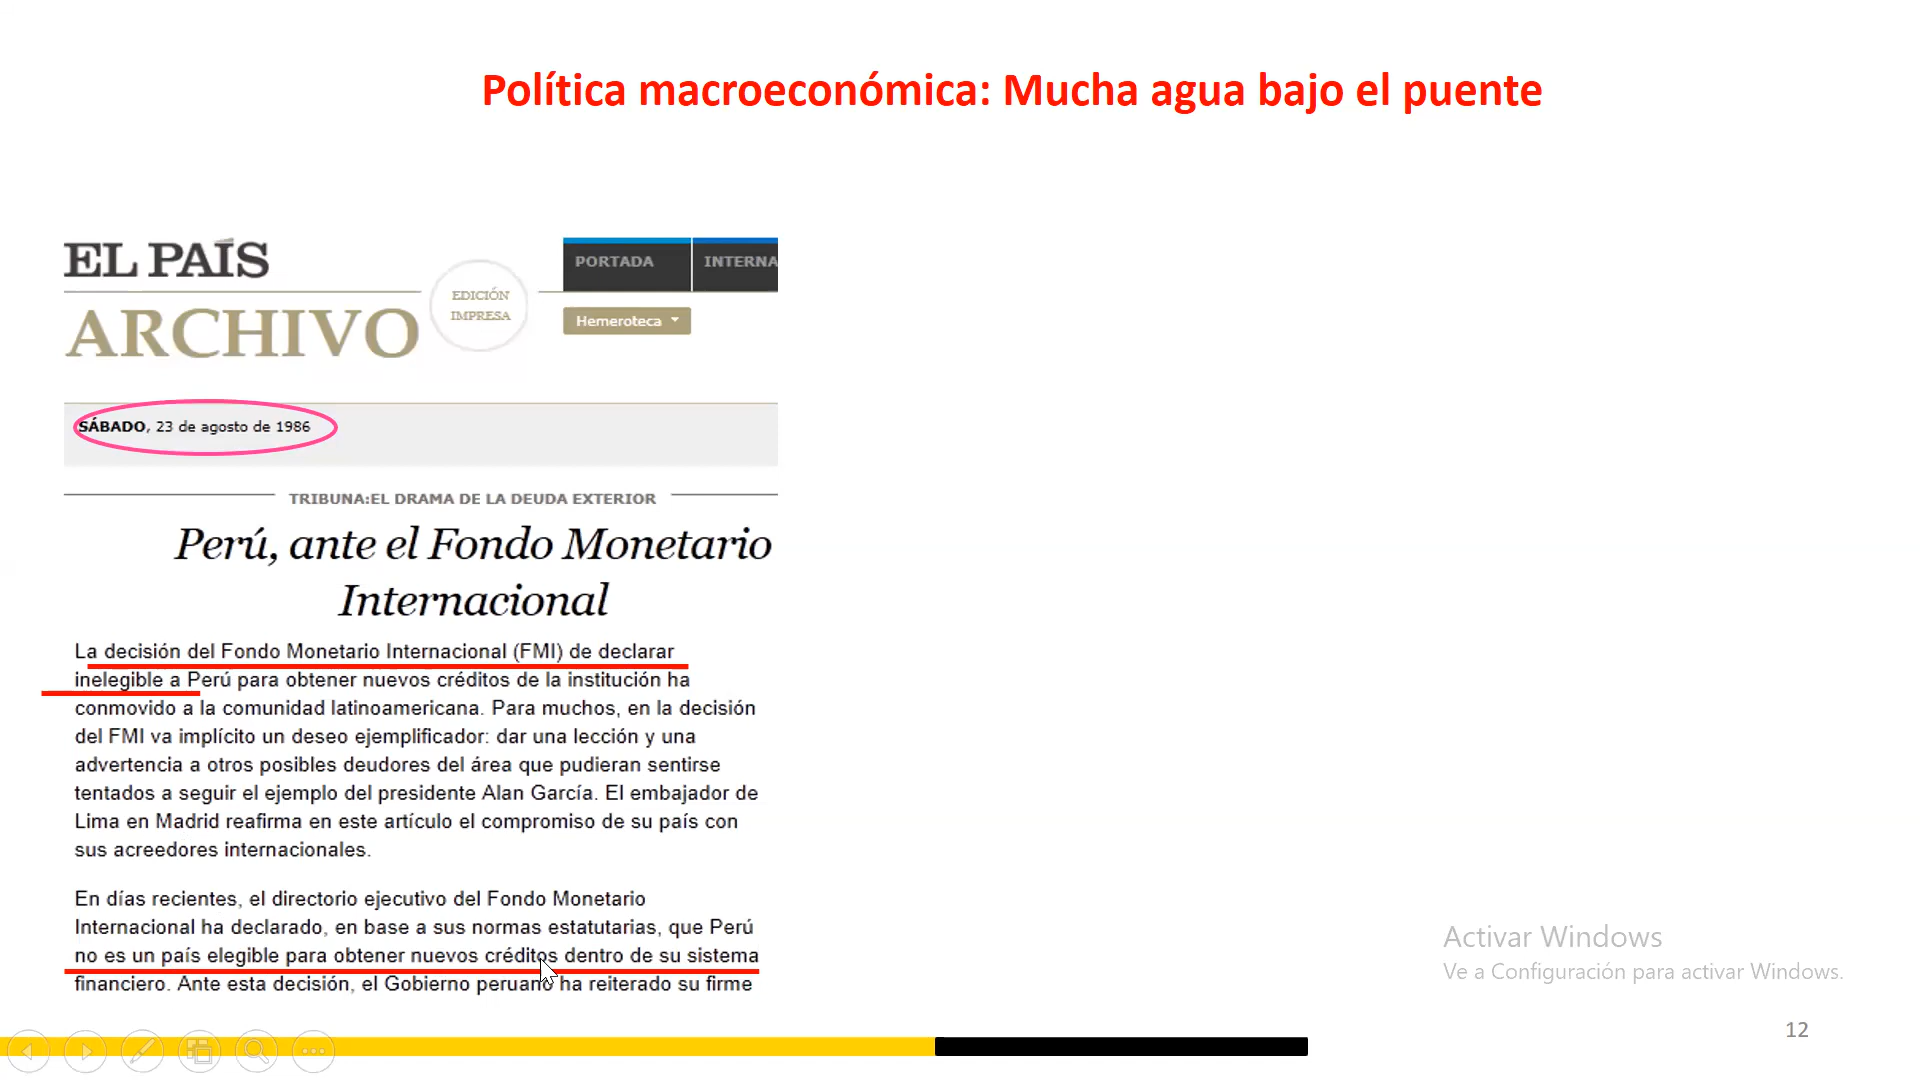 Política macroeconómica: Mucha agua bajo el puente
EL PAÍS
ARCHIVO
EDICIÓN
IMPRESA
PORTADA
INTERNA
Hemeroteca
SÁBADO, 23 de agosto de 1986
TRIBUNA:EL DRAMA DE LA DEUDA EXTERIOR
Perú, ante el Fondo Monetario
Internacional
La decisión del Fondo Monetario Internacional (FMI) de declarar
inelegible a Perú para obtener nuevos créditos de la institución ha
conmovido a la comunidad latinoamericana. Para muchos, en la decisión
del FMI va implícito un deseo ejemplificador: dar una lección y una
advertencia a otros posibles deudores del área que pudieran sentirse
tentados a seguir el ejemplo del presidente Alan García. El embajador de
Lima en Madrid reafirma en este artículo el compromiso de su país con
sus acreedores internacionales.
En días recientes, el directorio ejecutivo del Fondo Monetario
Internacional ha declarado, en base a sus normas estatutarias, que Perú
no es un país elegible para obtener nuevos créditos dentro de su sistema
financiero. Ante esta decisión, el Gobierno peruano ha reiterado su firme
Activar Windows
Ve a Configuración para activar Windows.
12